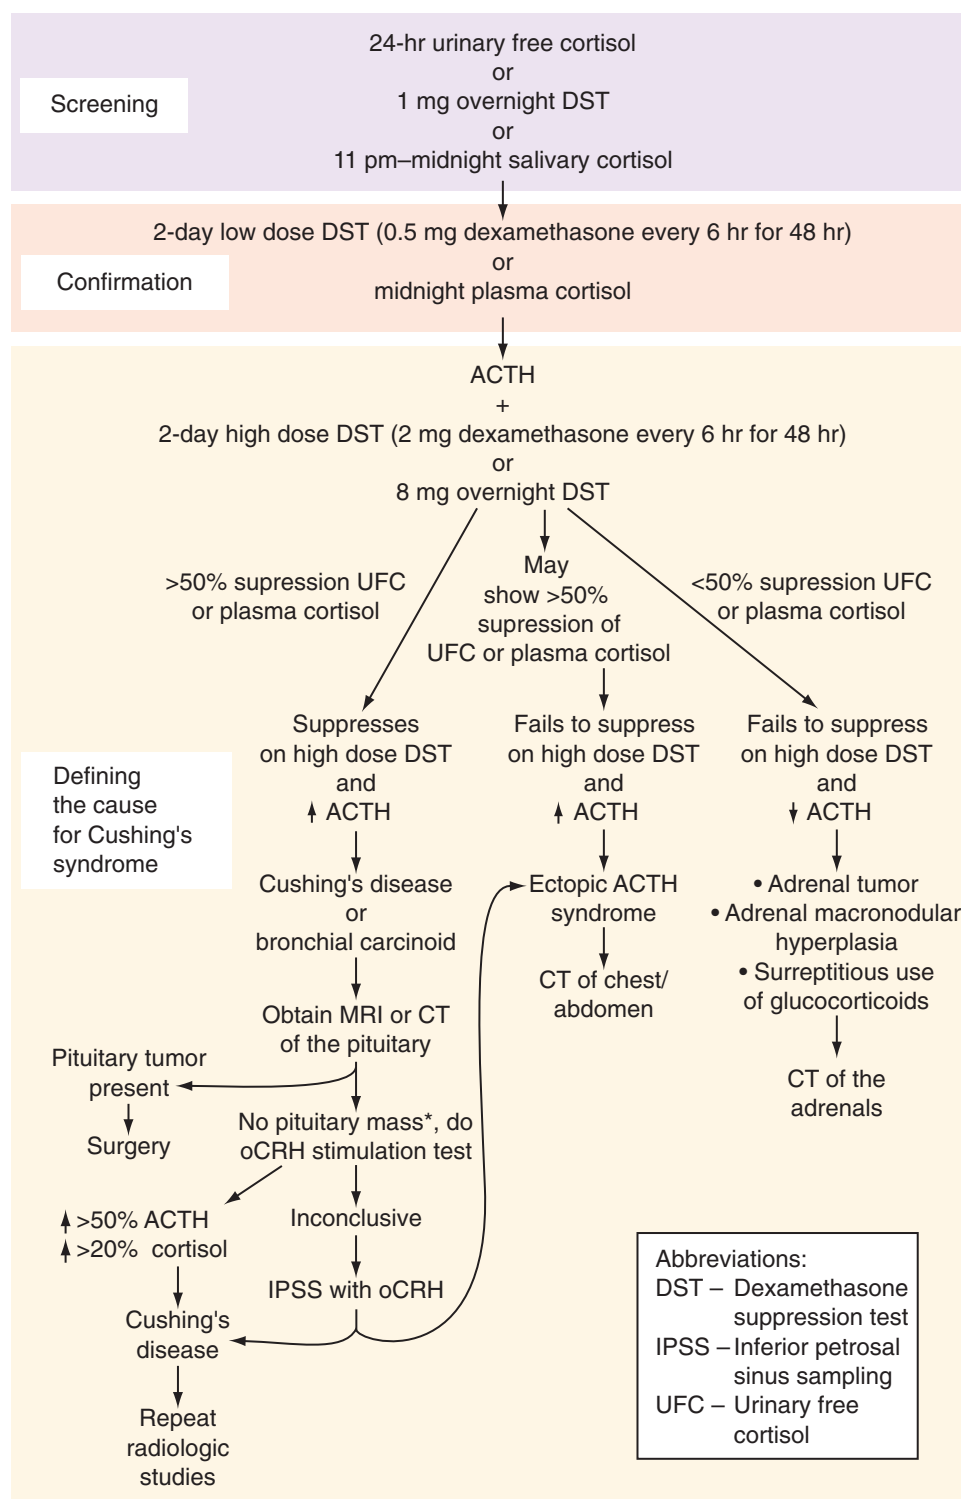 24-hr urinary free cortisol
or
1 mg overnight DST
or
11 pm–midnight salivary cortisol
Screening
2-day low dose DST (0.5 mg dexamethasone every 6 hr for 48 hr)
or
midnight plasma cortisol
Confirmation
ACTH
+
2-day high dose DST (2 mg dexamethasone every 6 hr for 48 hr)
or
8 mg overnight DST
>50% supression UFC
or plasma cortisol
May
show >50%
supression of
UFC or plasma cortisol
<50% supression UFC
or plasma cortisol
Defining
the cause
for Cushing's
syndrome
Suppresses
on high dose DST
and
ACTH
Fails to suppress
on high dose DST
and
ACTH
Fails to suppress
on high dose DST
and
ACTH
Cushing's disease
or
bronchial carcinoid
Ectopic ACTH
syndrome
• Adrenal tumor
• Adrenal macronodular
hyperplasia
• Surreptitious use
of glucocorticoids
CT of chest/
abdomen
Obtain MRI or CT
of the pituitary
CT of the
adrenals
Pituitary tumor
present
Surgery
No pituitary mass*, do
oCRH stimulation test
>50% ACTH
>20% cortisol
Inconclusive
IPSS with oCRH
Cushing's
disease
Repeat
radiologic
studies
Abbreviations:
DST – Dexamethasone
suppression test
IPSS – Inferior petrosal
sinus sampling
UFC – Urinary free
cortisol